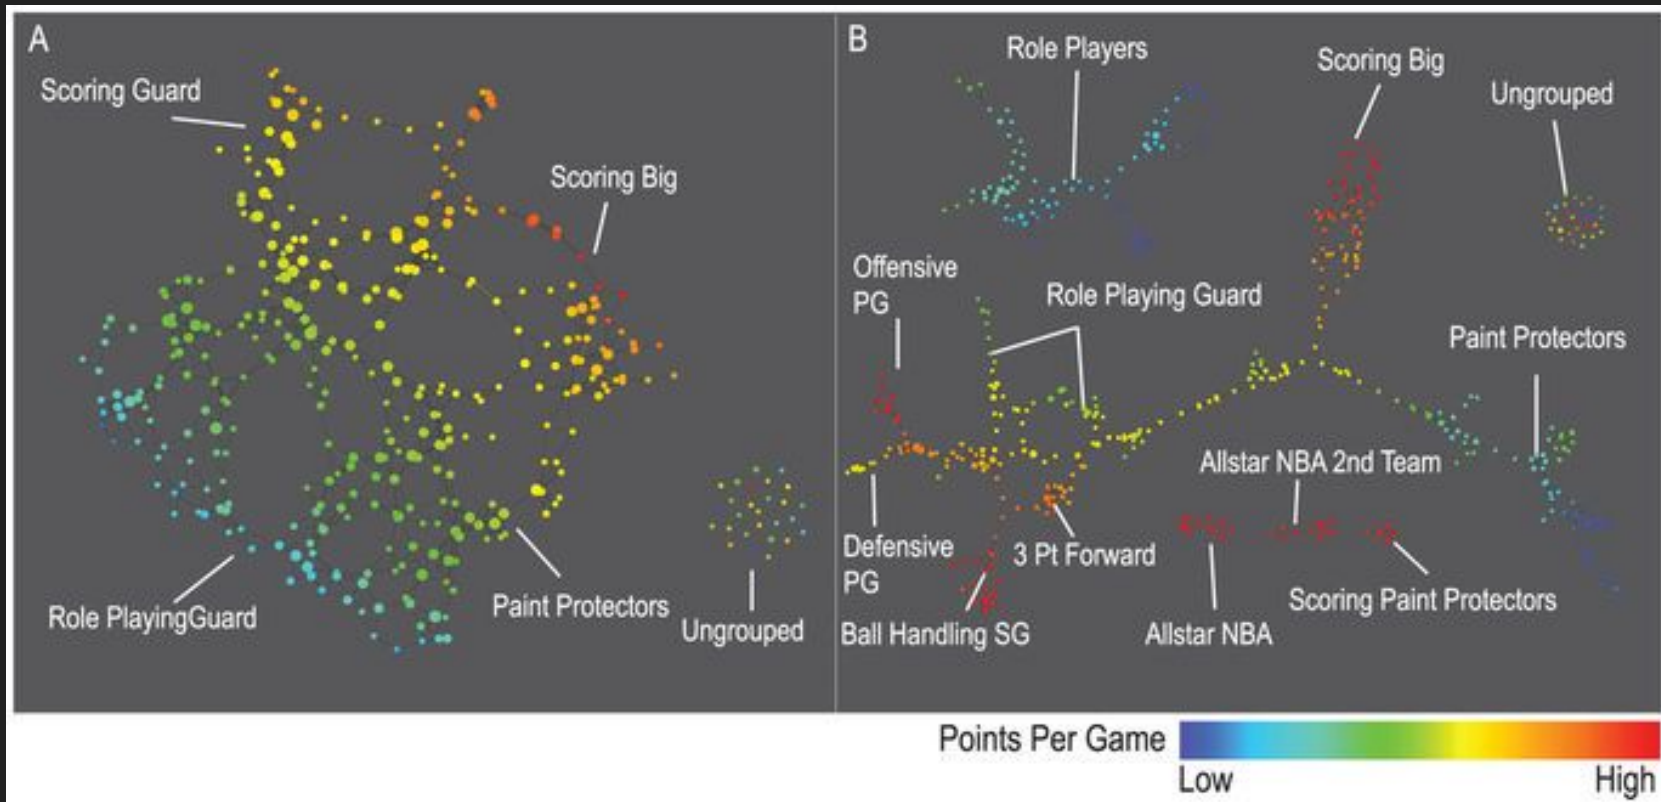 A
Scoring Guard
Scoring Big
Role PlayingGuard
Paint Protectors
Ungrouped
B
Role Players
Scoring Big
Ungrouped
Offensive
PG
Role Playing Guard
Paint Protectors
Allstar NBA 2nd Team
Defensive
PG
3 Pt Forward
Scoring Paint Protectors
Ball Handling SG
Allstar NBA
Points Per Game
Low
High